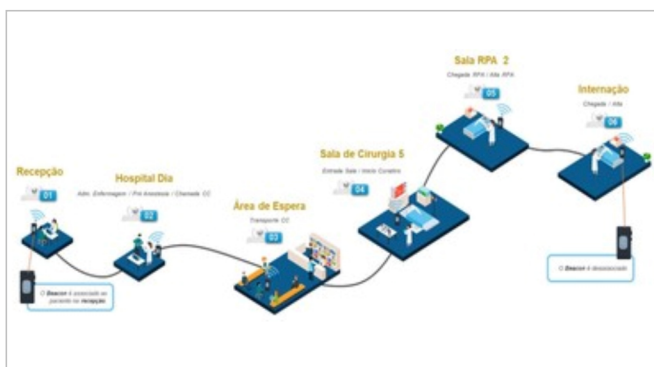 Recepção
01
O Beacon é associado ao
paciente na recepção
Hospital Dia
Adm. Enfermagem / Pré Anestesia / Chamada CC
02
Área de Espera
Transporte CC
03
Sala de Cirurgia 5
Entrada Sala / Início Cirurgia
04
Sala RPA 2
Chegada RPA / Alta RPA
05
Internação
Chegada / Alta
06
O Beacon é desassociado